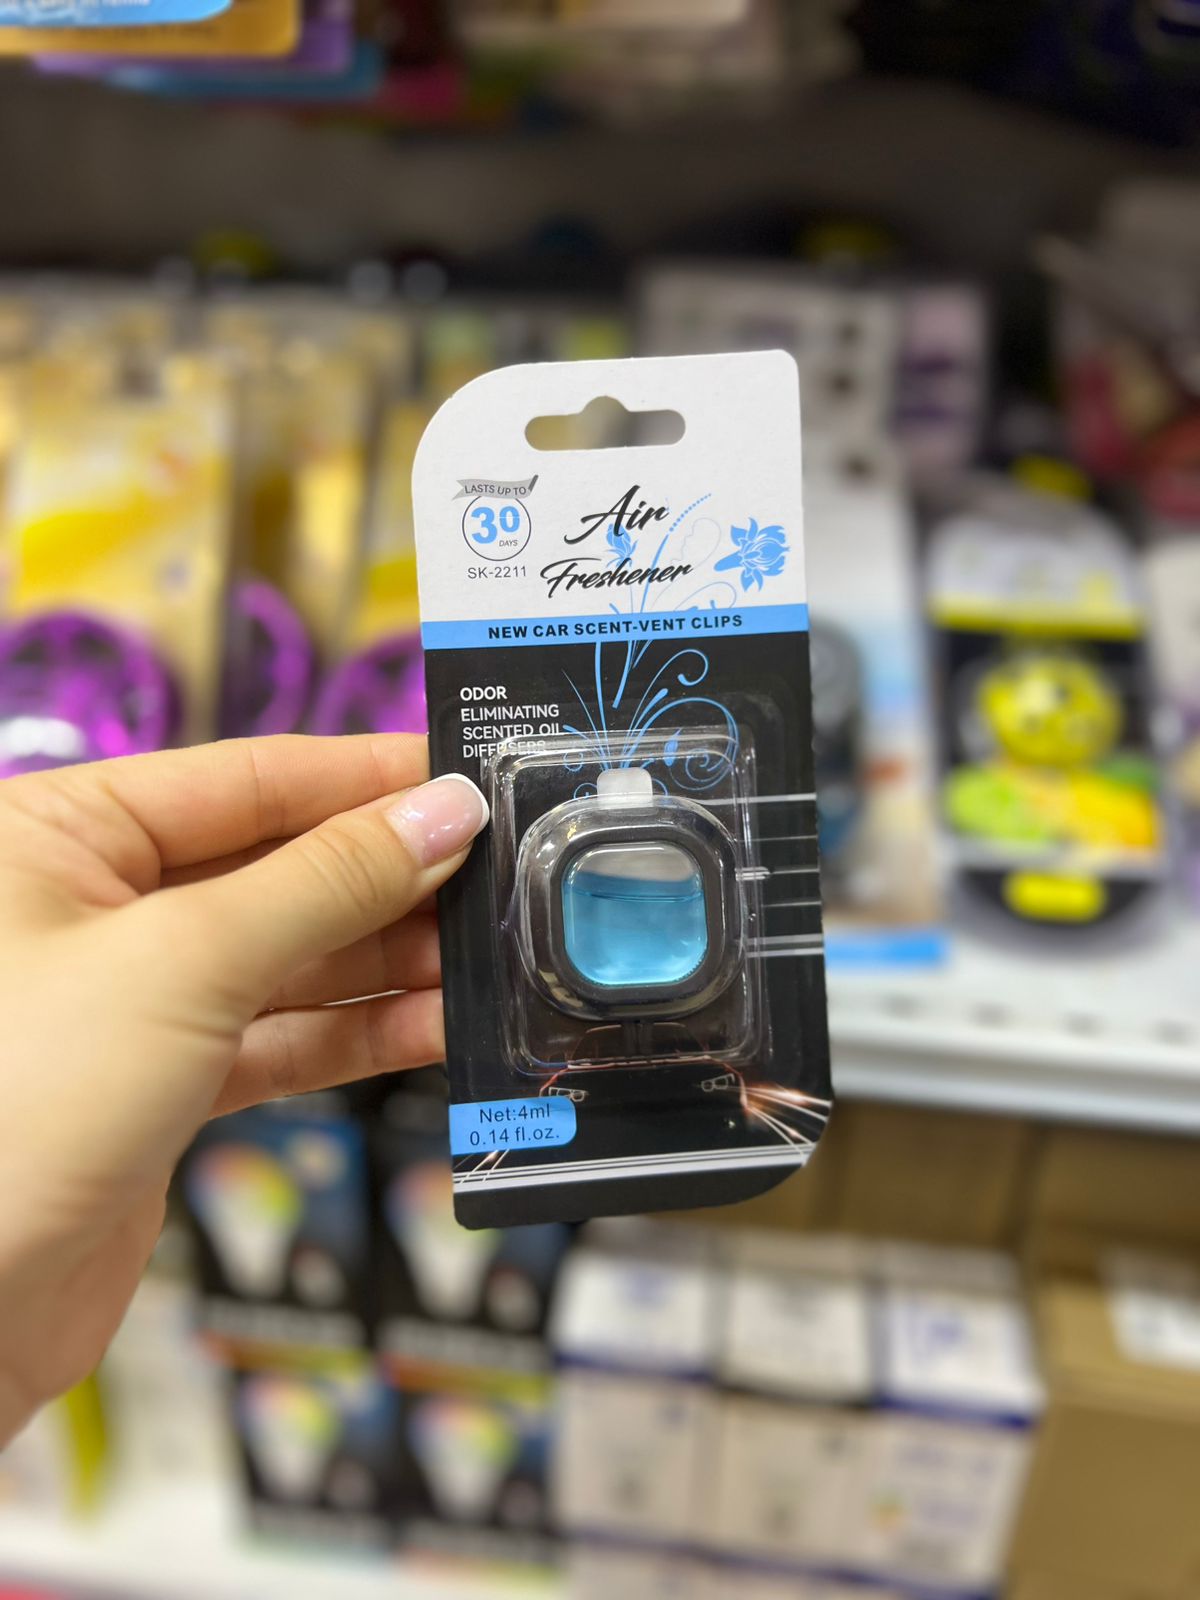 LASTS UP TO
30
DAYS
SK-2211
Air
Freshener
NEW CAR SCENT-VENT CLIPS
ODOR
ELIMINATING
SCENTED OIL
DIFFUSERS
Net:4ml
0.14 fl.oz.